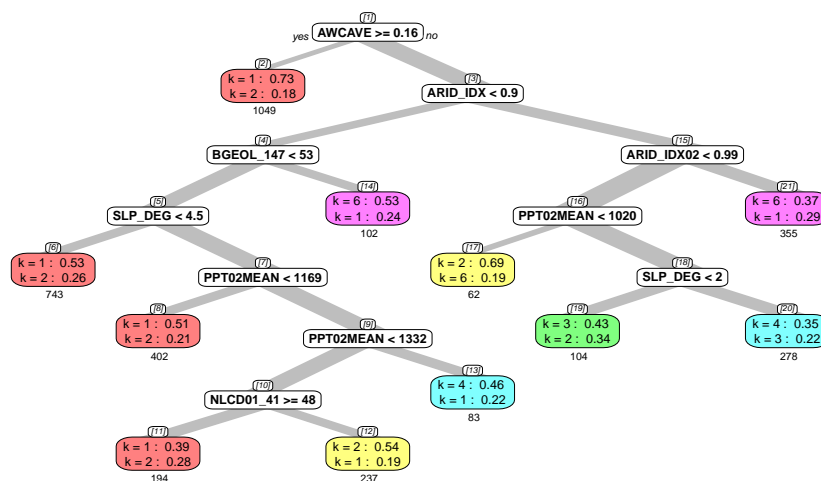 [1]
yes AWCAVE >= 0.16 no
[2]
k = 1 : 0.73
k = 2 : 0.18
1049
[3]
ARID_IDX < 0.9
[4]
BGEOL_147 < 53
[15]
ARID_IDX02 < 0.99
[5]
SLP_DEG < 4.5
[14]
k = 6 : 0.53
k = 1 : 0.24
102
[16]
PPT02MEAN < 1020
[21]
k = 6 : 0.37
k = 1 : 0.29
355
[6]
k = 1 : 0.53
k = 2 : 0.26
743
[7]
PPT02MEAN < 1169
[17]
k = 2 : 0.69
k = 6 : 0.19
62
[18]
SLP_DEG < 2
[8]
k = 1 : 0.51
k = 2 : 0.21
402
[9]
PPT02MEAN < 1332
[19]
k = 3 : 0.43
k = 2 : 0.34
104
[20]
k = 4 : 0.35
k = 3 : 0.22
278
[10]
NLCD01_41 >= 48
[13]
k = 4 : 0.46
k = 1 : 0.22
83
[11]
k = 1 : 0.39
k = 2 : 0.28
194
[12]
k = 2 : 0.54
k = 1 : 0.19
237